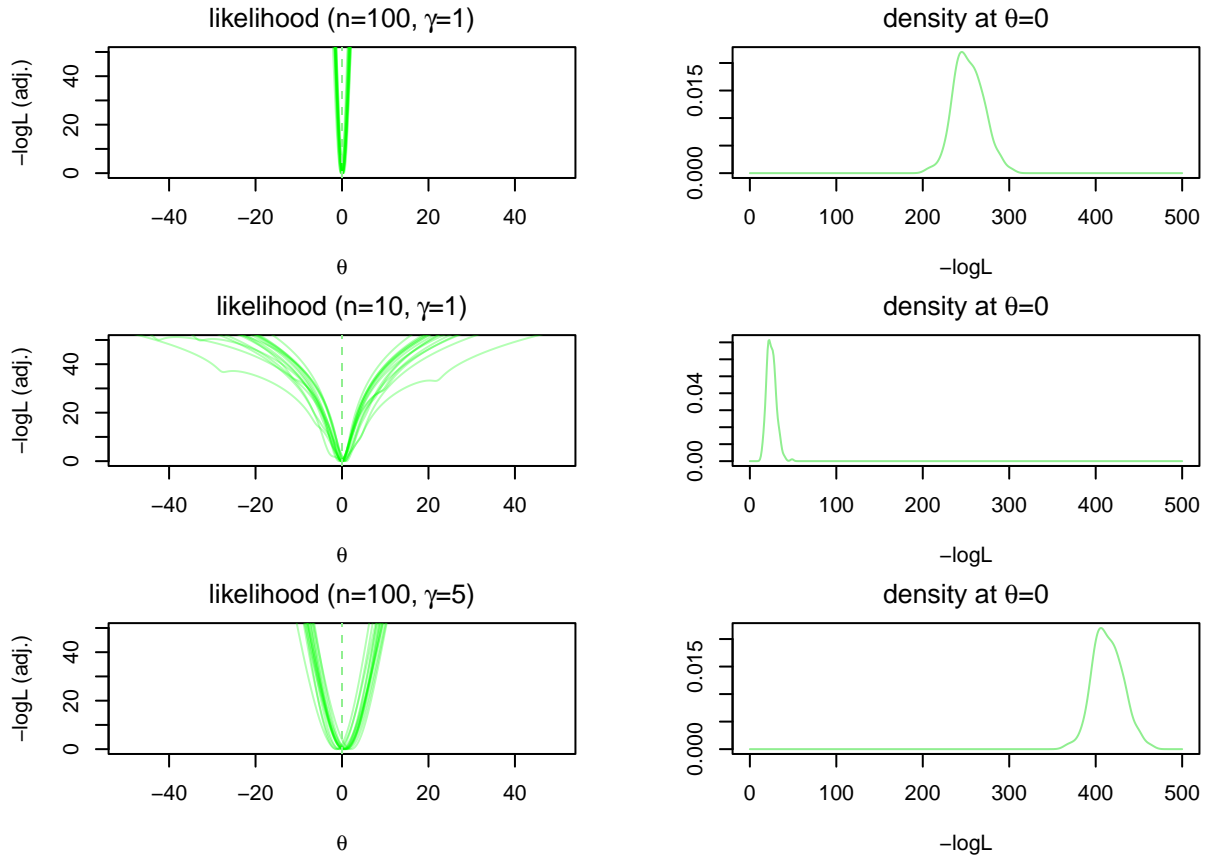 likelihood (n=100, γ=1)
−logL (adj.)
0 20 40
−40 −20 0 20 40
θ
density at θ=0
0.000 0.015
0 100 200 300 400 500
−logL
likelihood (n=10, γ=1)
−logL (adj.)
0 20 40
−40 −20 0 20 40
θ
density at θ=0
0.00 0.04
0 100 200 300 400 500
−logL
likelihood (n=100, γ=5)
−logL (adj.)
0 20 40
−40 −20 0 20 40
θ
density at θ=0
0.000 0.015
0 100 200 300 400 500
−logL